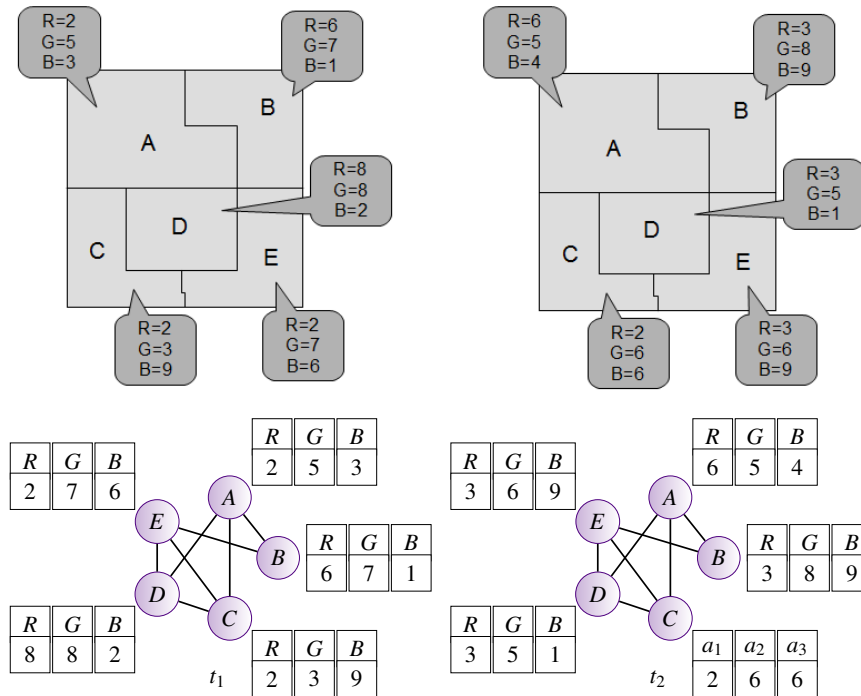 R=2
G=5
B=3
R=6
G=7
B=1
A
B
R=8
G=8
B=2
C
D
E
R=2
G=3
B=9
R=2
G=7
B=6
R=6
G=5
B=4
R=3
G=8
B=9
A
B
R=3
G=5
B=1
C
D
E
R=2
G=6
B=6
R=3
G=6
B=9
R G B
2 5 3
R G B
2 7 6
A
E
B
R G B
6 7 1
D
C
R G B
8 8 2
t1
R G B
2 3 9
R G B
6 5 4
R G B
3 6 9
A
E
B
R G B
3 8 9
D
C
R G B
3 5 1
t2
a1 a2 a3
2 6 6